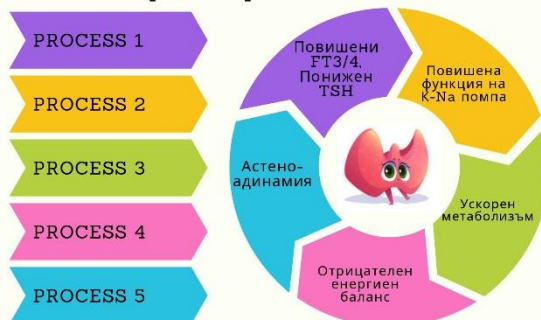 PROCESS 1
PROCESS 2
PROCESS 3
PROCESS 4
PROCESS 5
Повишени
FT3/4,
Понижен
TSH
Повишена
функция на
K-Na помпа
Ускорен
метаболизъм
Отрицателен
енергиен
баланс
Астено-
адинамия